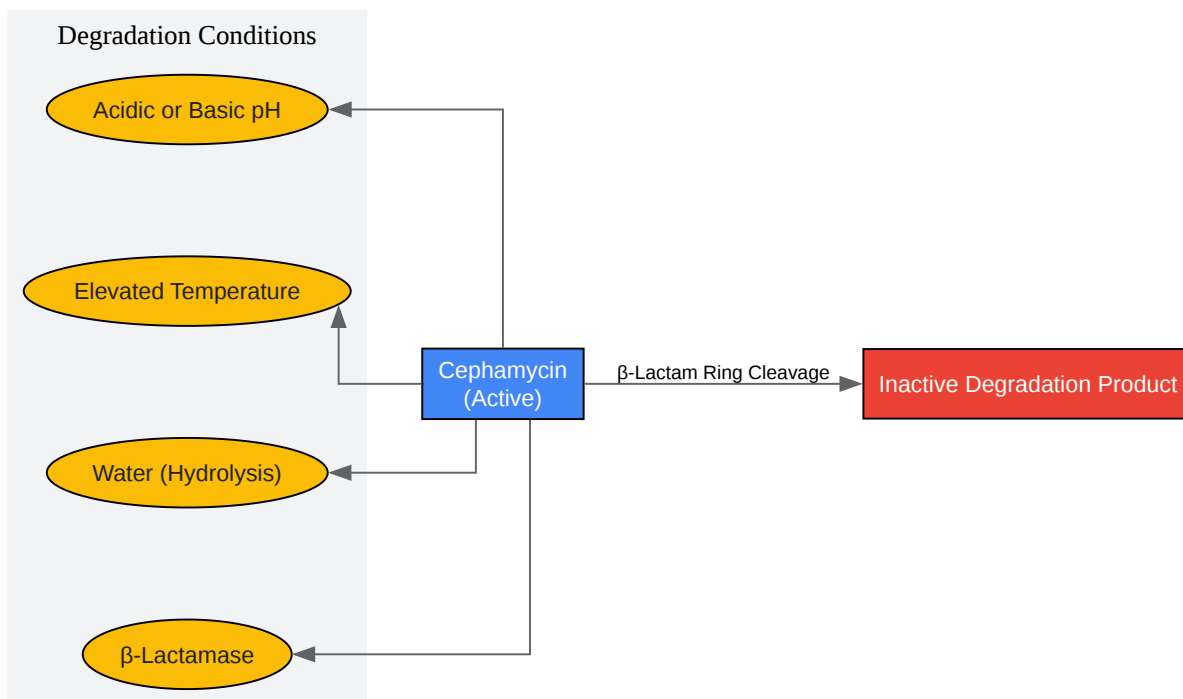 Degradation Conditions
Acidic or Basic pH
Elevated Temperature
Cephamycin
(Active)
β-Lactam Ring Cleavage
Inactive Degradation Product
Water (Hydrolysis)
β-Lactamase